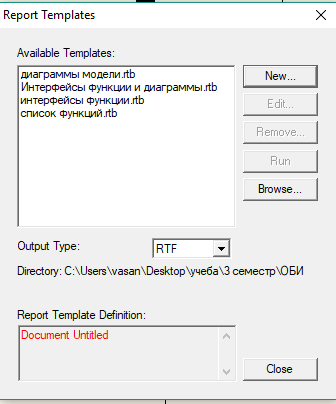 Report Templates
Available Templates:
диаграммы модели.rtb
Интерфейсы функции и диаграммы.rtb
интерфейсы функции.rtb
список функций.rtb
New...
Edit...
Remove...
Run
Browse...
Output Type:
RTF
Directory: C:\Users\vasan\Desktop\учеба\3 семестр\ОБИ
Report Template Definition:
Document Untitled
Close